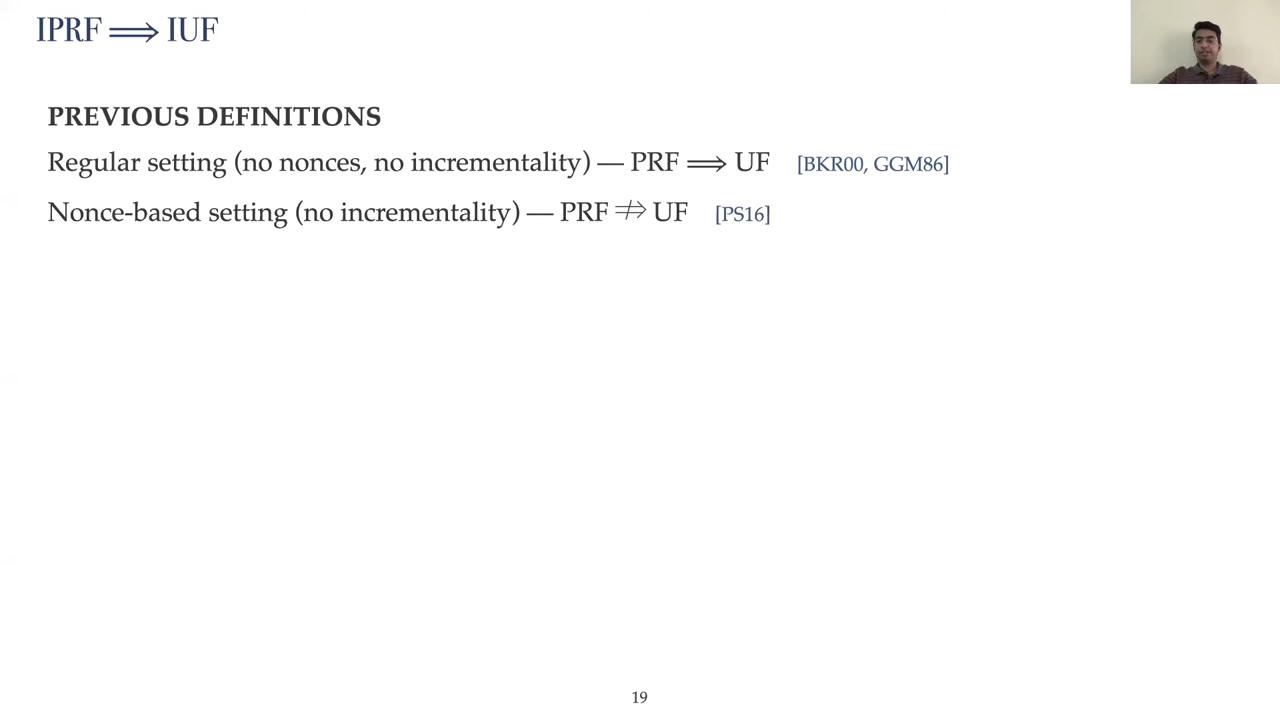 IPRF ⟹ IUF
PREVIOUS DEFINITIONS
Regular setting (no nonces, no incrementality) — PRF ⟹ UF [BKR00, GGM86]
Nonce-based setting (no incrementality) — PRF ⇏ UF [PS16]
19